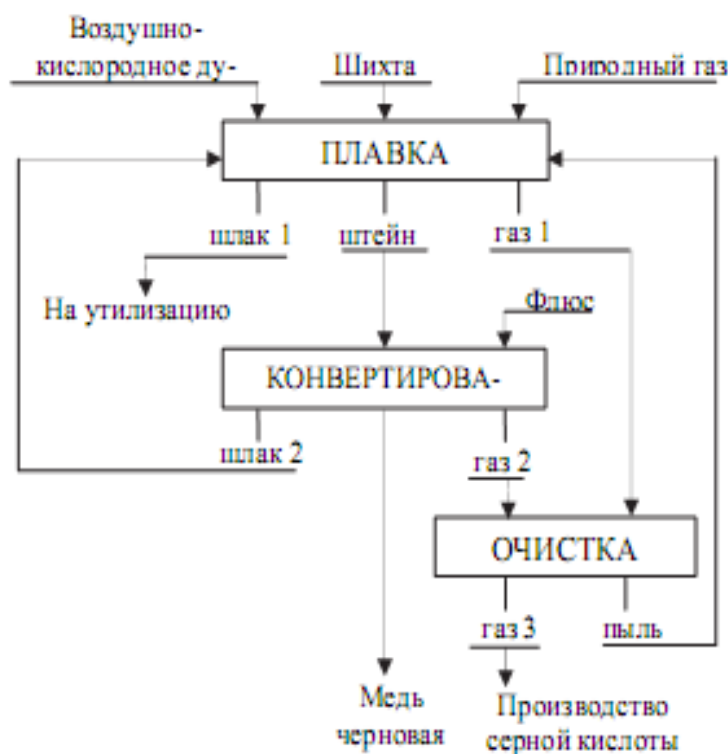 Воздушно-
кислородное ду-
Шихта
Природный газ
ПЛАВКА
шлак 1
штейн
газ 1
На утилизацию
Флюс
КОНВЕРТИРОВА-
шлак 2
газ 2
ОЧИСТКА
газ 3
пыль
Медь
черновая
Производство
серной кислоты